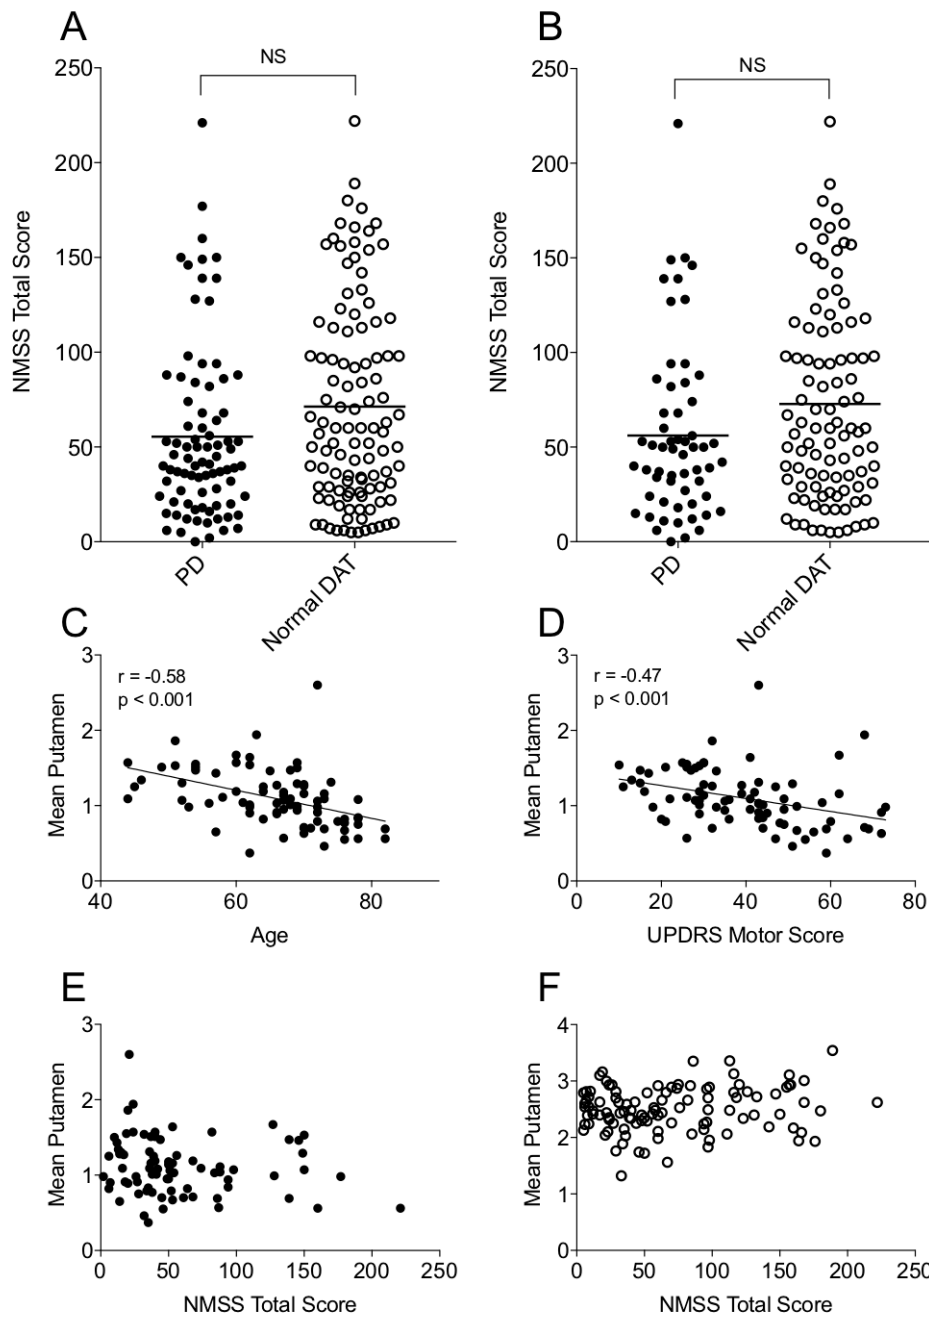 A
B
NS
NS
250
200
150
100
50
0
NMSS Total Score
PD
Normal DAT
250
200
150
100
50
0
NMSS Total Score
PD
Normal DAT
C
D
r = -0.58
p < 0.001
3
2
1
0
Mean Putamen
40
60
80
Age
r = -0.47
p < 0.001
3
2
1
0
Mean Putamen
0
20
40
60
80
UPDRS Motor Score
E
F
3
2
1
0
Mean Putamen
0
50
100
150
200
250
NMSS Total Score
4
3
2
1
0
Mean Putamen
0
50
100
150
200
250
NMSS Total Score